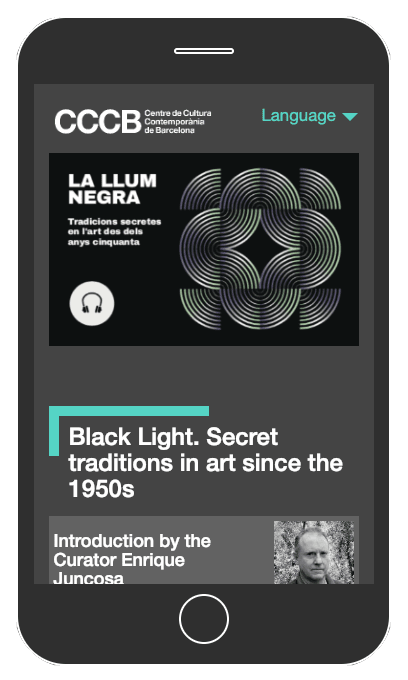 CCCB
Centre de Cultura
Contemporània
de Barcelona
Language
LA LLUM
NEGRA
Tradicions secretes
en l'art des dels
anys cinquanta
Black Light. Secret
traditions in art since the
1950s
Introduction by the
Curator Enrique
Juncosa